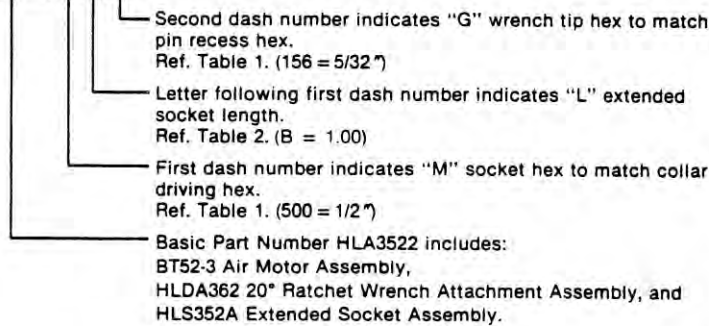 Second dash number indicates "G" wrench tip hex to match
pin recess hex.
Ref. Table 1. (156 = 5/32")
Letter following first dash number indicates "L" extended
socket length.
Ref. Table 2. (B = 1.00)
First dash number indicates "M" socket hex to match collar
driving hex.
Ref. Table 1. (500 = 1/2")
Basic Part Number HLA3522 includes:
BT52-3 Air Motor Assembly,
HLDA362 20° Ratchet Wrench Attachment Assembly, and
HLS352A Extended Socket Assembly.